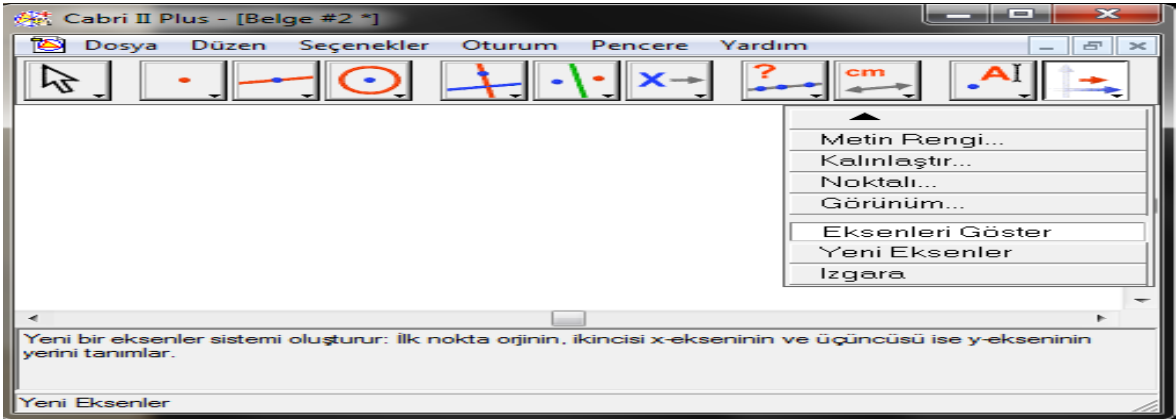 Cabri II Plus - [Belge #2 *]
Dosya Düzen Seçenekler Oturum Pencere Yardım
X ? cm A
Metin Rengi...
Kalınlaştır...
Noktalı...
Görünüm...
Eksenleri Göster
Yeni Eksenler
Izgara
Yeni bir eksenler sistemi oluşturur: İlk nokta orjinin, ikincisi x-ekseninin ve üçüncüsü ise y-ekseninin
yerini tanımlar.
Yeni Eksenler